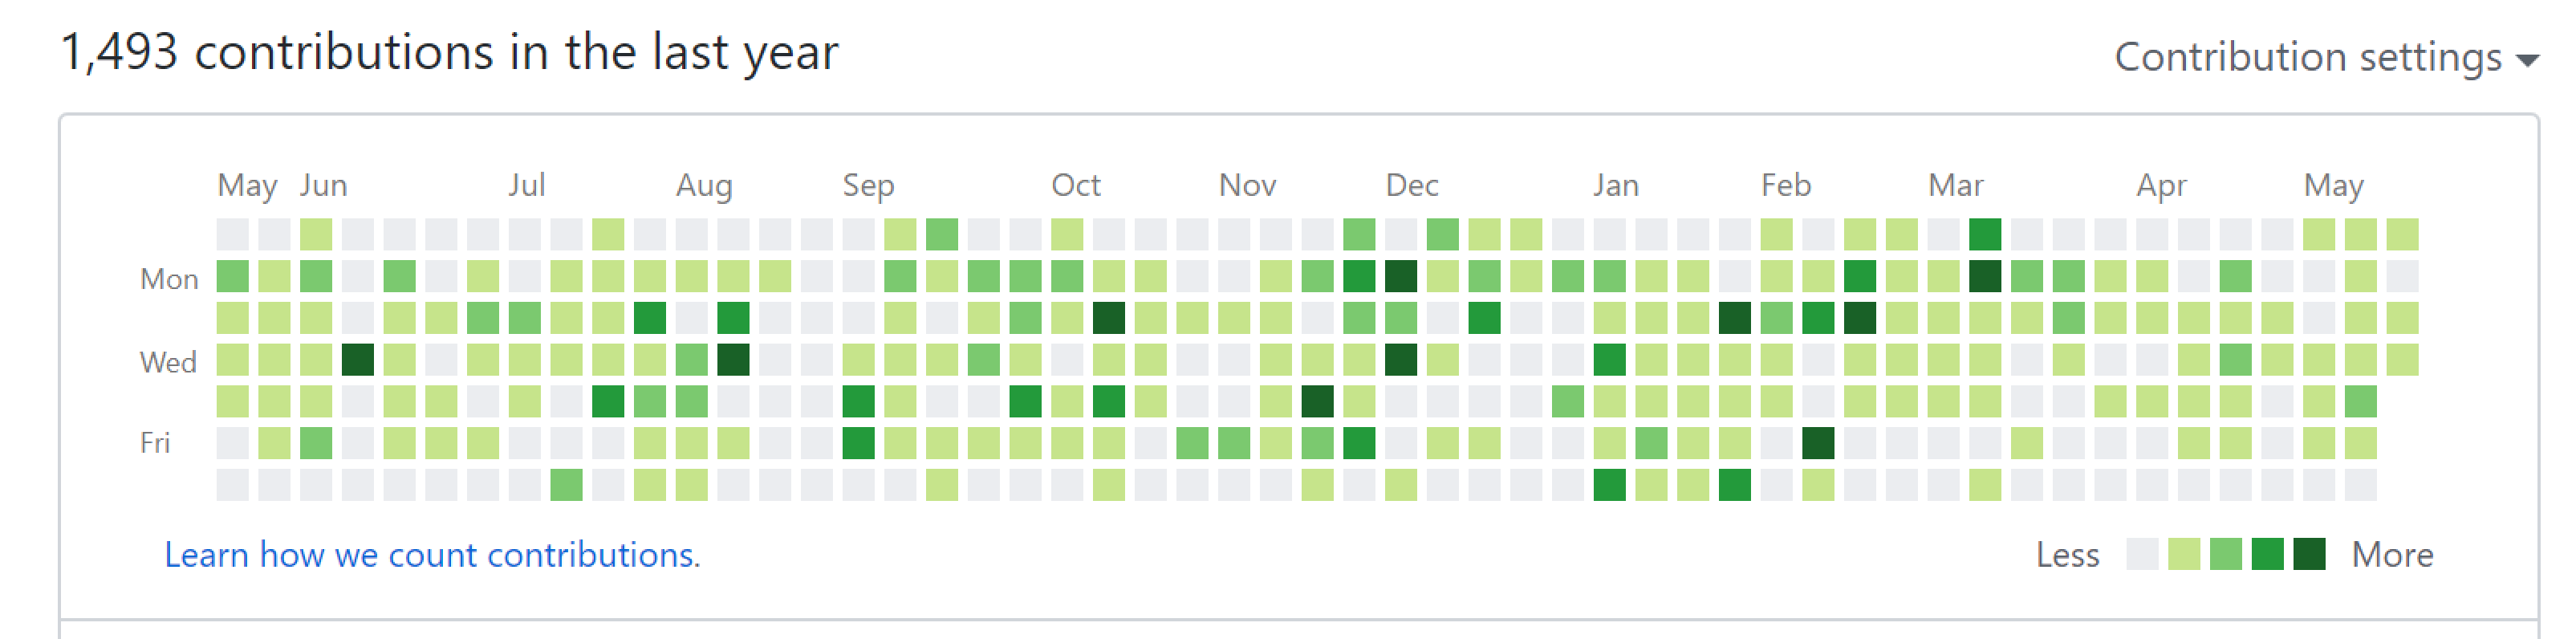 1,493 contributions in the last year
Contribution settings
May Jun Jul Aug Sep Oct Nov Dec Jan Feb Mar Apr May
Mon
Wed
Fri
Learn how we count contributions.
Less More